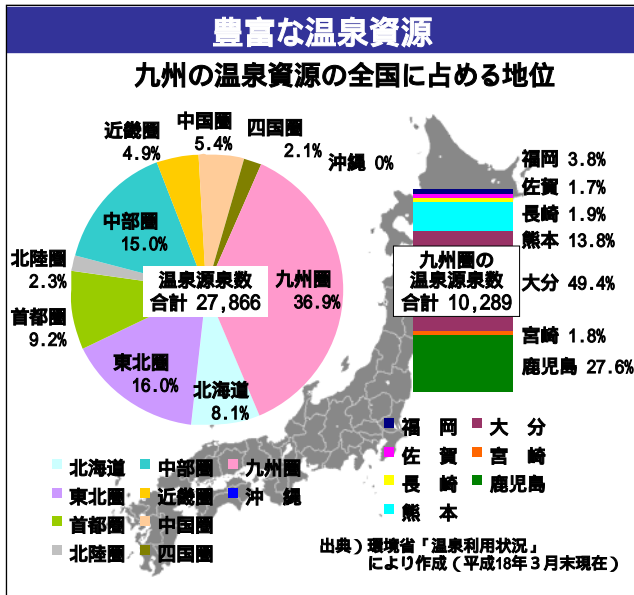 豊富な温泉資源
九州の温泉資源の全国に占める地位
近畿圏
4.9%
中国圏
5.4%
四国圏
2.1%
沖縄 0%
中部圏
15.0%
北陸圏
2.3%
首都圏
9.2%
東北圏
16.0%
北海道
8.1%
九州圏
36.9%
温泉源泉数
合計 27,866
福岡 3.8%
佐賀 1.7%
長崎 1.9%
熊本 13.8%
大分 49.4%
宮崎 1.8%
鹿児島 27.6%
九州圏の
温泉源泉数
合計 10,289
北海道 中部圏 九州圏
東北圏 近畿圏 沖 縄
首都圏 中国圏
北陸圏 四国圏
福 岡 大 分
佐 賀 宮 崎
長 崎 鹿児島
熊 本
出典）環境省「温泉利用状況」
により作成（平成18年３月末現在）